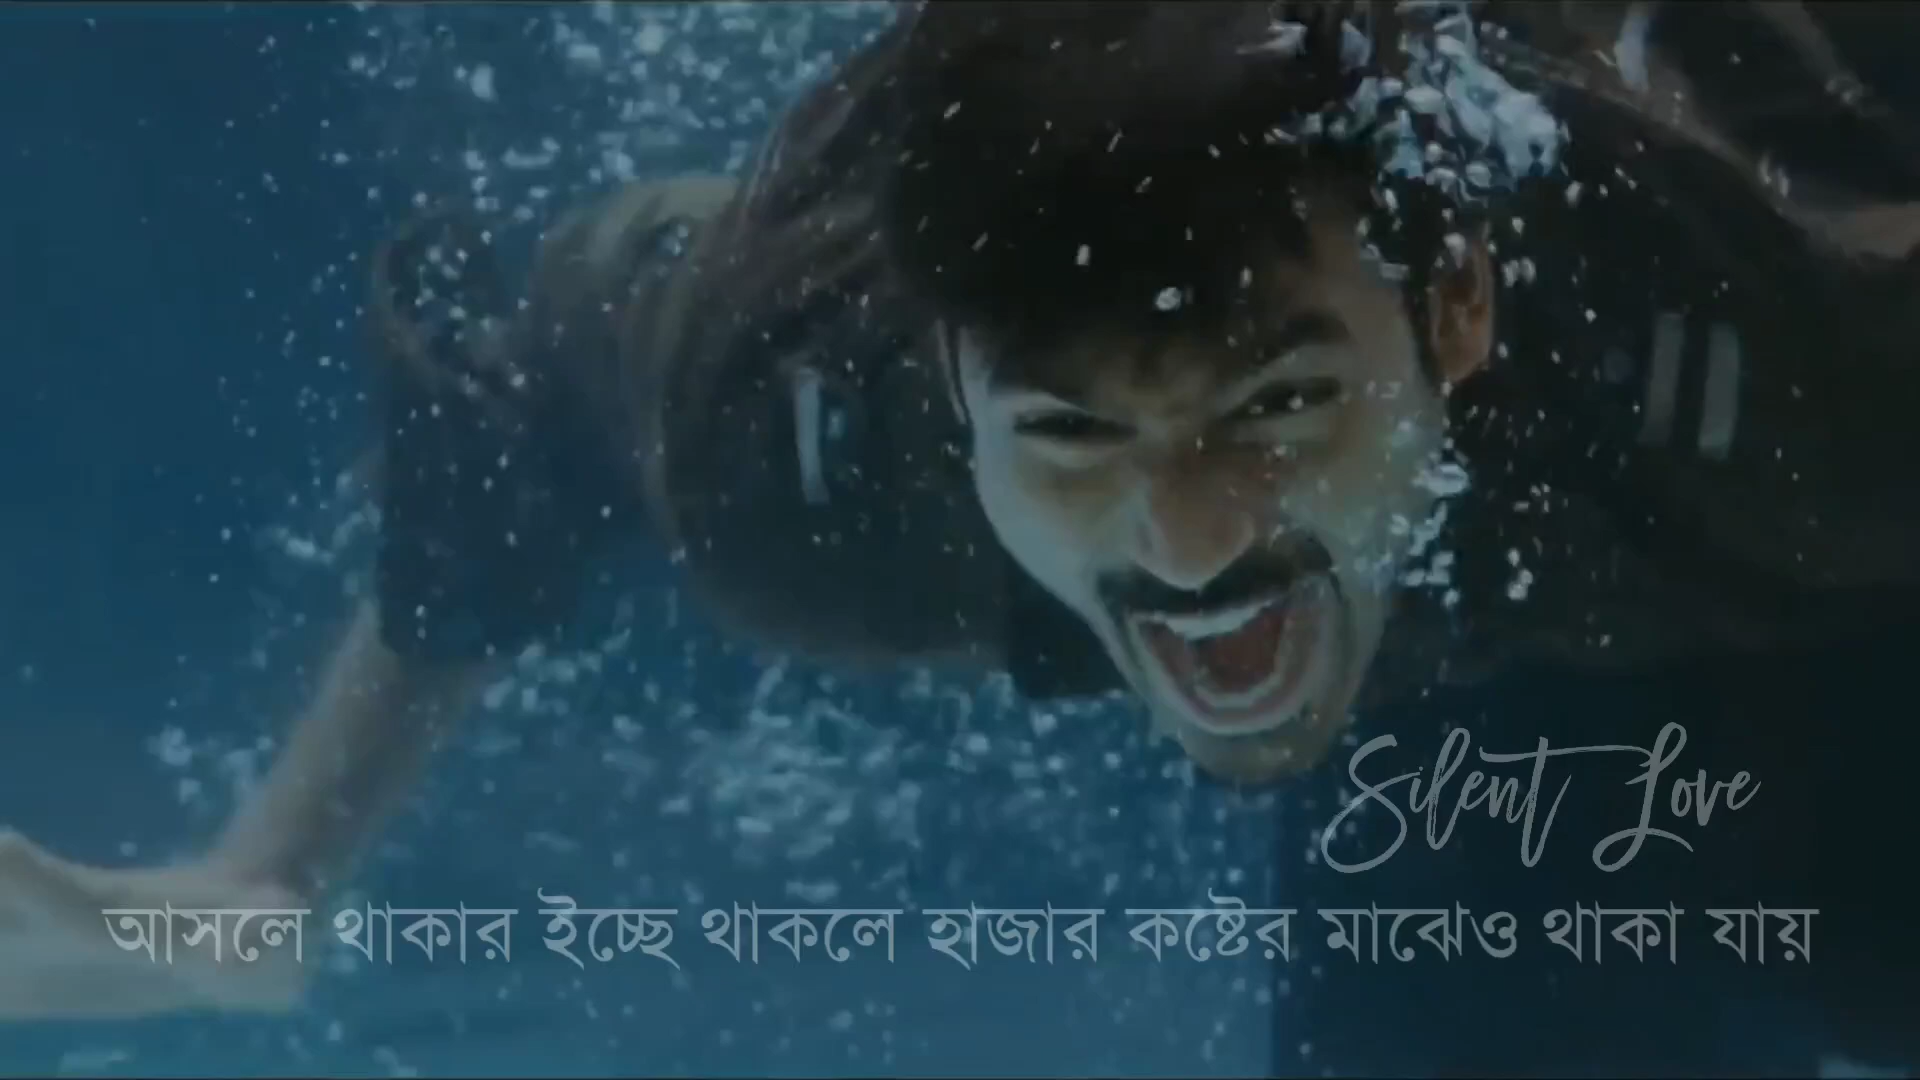 Silent Love
আসলে থাকার ইচ্ছে থাকলে হাজার কষ্টের মাঝেও থাকা যায়